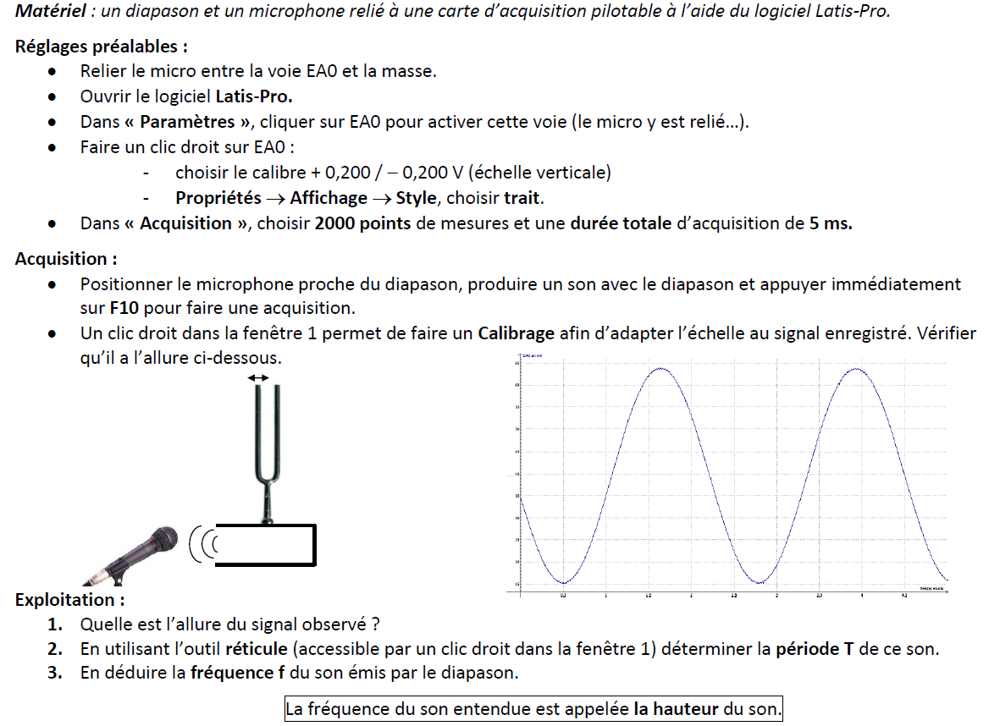 Matériel : un diapason et un microphone relié à une carte d’acquisition pilotable à l’aide du logiciel Latis-Pro.
Réglages préalables :
• Relier le micro entre la voie EA0 et la masse.
• Ouvrir le logiciel Latis-Pro.
• Dans « Paramètres », cliquer sur EA0 pour activer cette voie (le micro y est relié…).
• Faire un clic droit sur EA0 :
- choisir le calibre + 0,200 / – 0,200 V (échelle verticale)
- Propriétés → Affichage → Style, choisir trait.
• Dans « Acquisition », choisir 2000 points de mesures et une durée totale d’acquisition de 5 ms.
Acquisition :
• Positionner le microphone proche du diapason, produire un son avec le diapason et appuyer immédiatement
sur F10 pour faire une acquisition.
• Un clic droit dans la fenêtre 1 permet de faire un Calibrage afin d’adapter l’échelle au signal enregistré. Vérifier
qu’il a l’allure ci-dessous.
Temps en ms
Exploitation :
1. Quelle est l’allure du signal observé ?
2. En utilisant l’outil réticule (accessible par un clic droit dans la fenêtre 1) déterminer la période T de ce son.
3. En déduire la fréquence f du son émis par le diapason.
La fréquence du son entendue est appelée la hauteur du son.